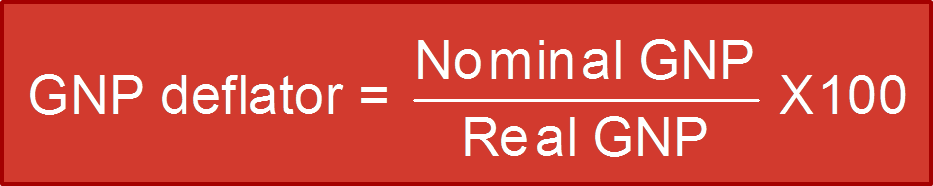 GNP deflator = Nominal GNP / Real GNP X100